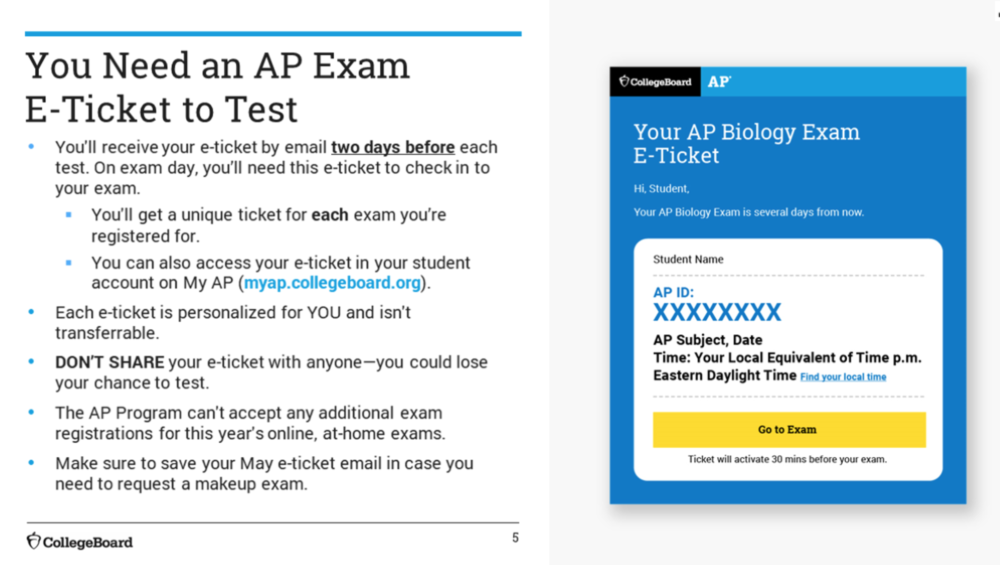 You Need an AP Exam
E-Ticket to Test
• You'll receive your e-ticket by email two days before each
test. On exam day, you'll need this e-ticket to check in to
your exam.
▪ You'll get a unique ticket for each exam you're
registered for.
▪ You can also access your e-ticket in your student
account on My AP (myap.collegeboard.org).
• Each e-ticket is personalized for YOU and isn't
transferrable.
• DON'T SHARE your e-ticket with anyone—you could lose
your chance to test.
• The AP Program can't accept any additional exam
registrations for this year's online, at-home exams.
• Make sure to save your May e-ticket email in case you
need to request a makeup exam.
CollegeBoard
5
CollegeBoard AP
Your AP Biology Exam
E-Ticket
Hi, Student,
Your AP Biology Exam is several days from now.
Student Name
AP ID:
XXXXXXXX
AP Subject, Date
Time: Your Local Equivalent of Time p.m.
Eastern Daylight Time Find your local time
Go to Exam
Ticket will activate 30 mins before your exam.